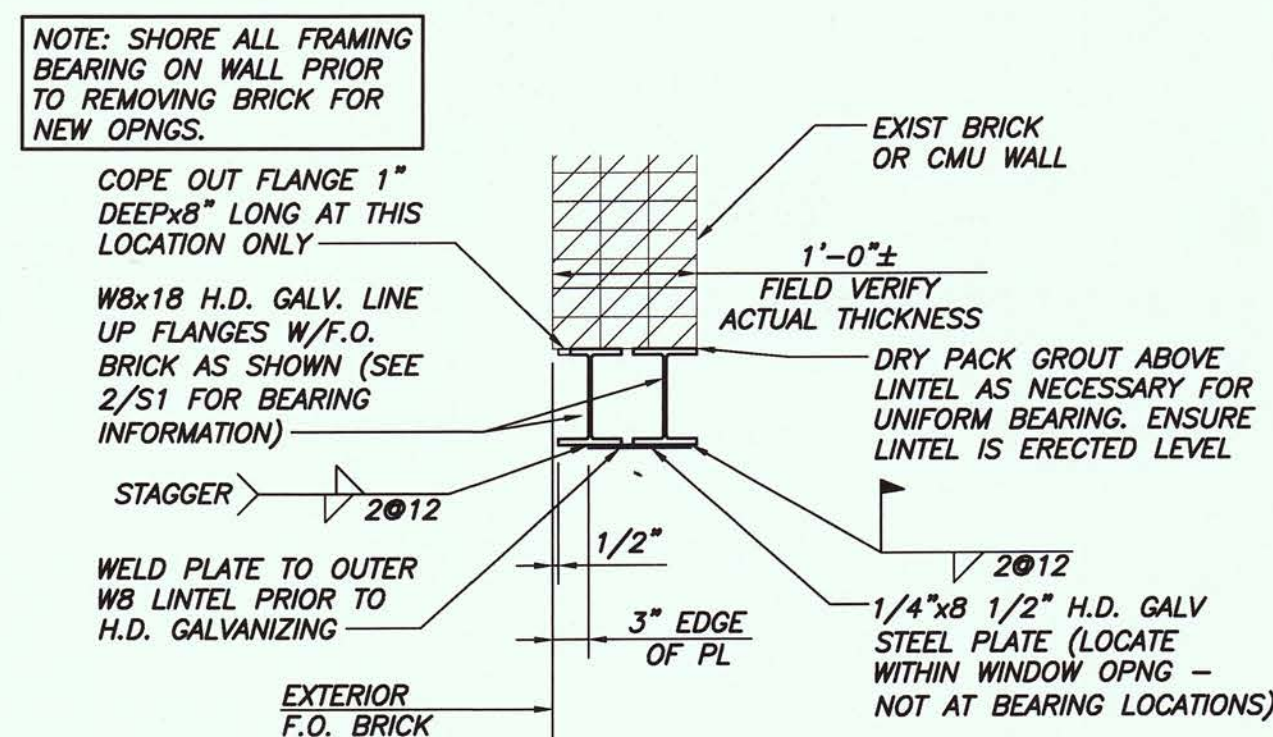 NOTE: SHORE ALL FRAMING
BEARING ON WALL PRIOR
TO REMOVING BRICK FOR
NEW OPNGS.
COPE OUT FLANGE 1"
DEEPx8" LONG AT THIS
LOCATION ONLY
W8x18 H.D. GALV. LINE
UP FLANGES W/F.O.
BRICK AS SHOWN (SEE
2/S1 FOR BEARING
INFORMATION)
STAGGER
2@12
WELD PLATE TO OUTER
W8 LINTEL PRIOR TO
H.D. GALVANIZING
EXTERIOR
F.O. BRICK
1/2"
3" EDGE
OF PL
EXIST BRICK
OR CMU WALL
1'-0"±
FIELD VERIFY
ACTUAL THICKNESS
DRY PACK GROUT ABOVE
LINTEL AS NECESSARY FOR
UNIFORM BEARING. ENSURE
LINTEL IS ERECTED LEVEL
2@12
1/4"x8 1/2" H.D. GALV
STEEL PLATE (LOCATE
WITHIN WINDOW OPNG -
NOT AT BEARING LOCATIONS)